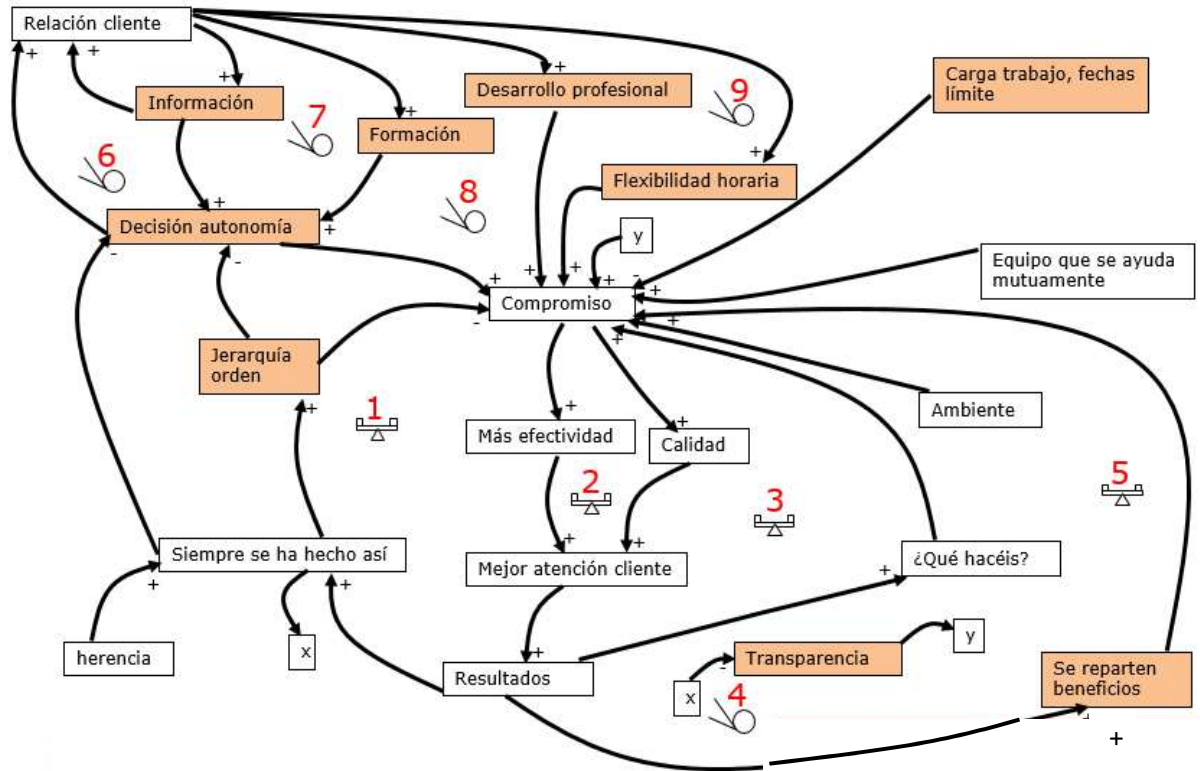 Relación cliente
+
+
+
+
+
Información
7
Formación
Desarrollo profesional
9
Carga trabajo, fechas
límite
+
Flexibilidad horaria
6
8
+
+
Decisión autonomía
-
-
y
Equipo que se ayuda
mutuamente
+
+
+
+
-
+
Compromiso
-
+
+
Jerarquía
orden
+
1
+
+
Más efectividad
Calidad
Ambiente
2
3
5
Siempre se ha hecho así
+
+
+
+
Mejor atención cliente
+
¿Qué hacéis?
herencia
x
+
Resultados
x
-
Transparencia
y
4
Se reparten
beneficios
+
+